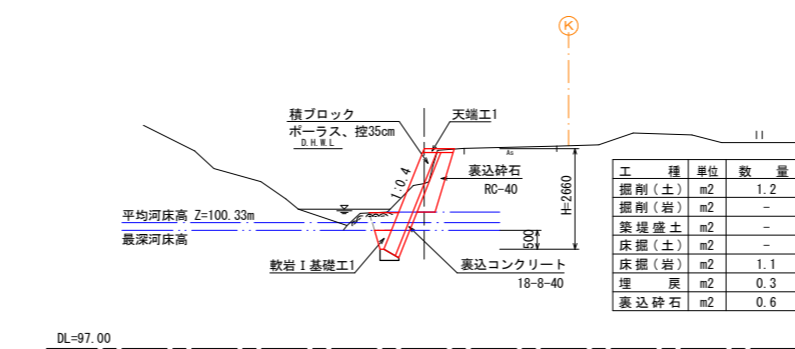 K
積ブロック
ポーラス、控35cm
D.H.W.L
天端工1
1:0.4
As
裏込砕石
RC-40
H=2660
平均河床高 Z=100.33m
最深河床高
500
軟岩Ⅰ基礎工1
裏込コンクリート
18-8-40
DL=97.00
工 種 単位 数 量
掘削(土) m2 1.2
掘削(岩) m2 -
築堤盛土 m2 -
床掘(土) m2 -
床掘(岩) m2 1.1
埋 戻 m2 0.3
裏込砕石 m2 0.6